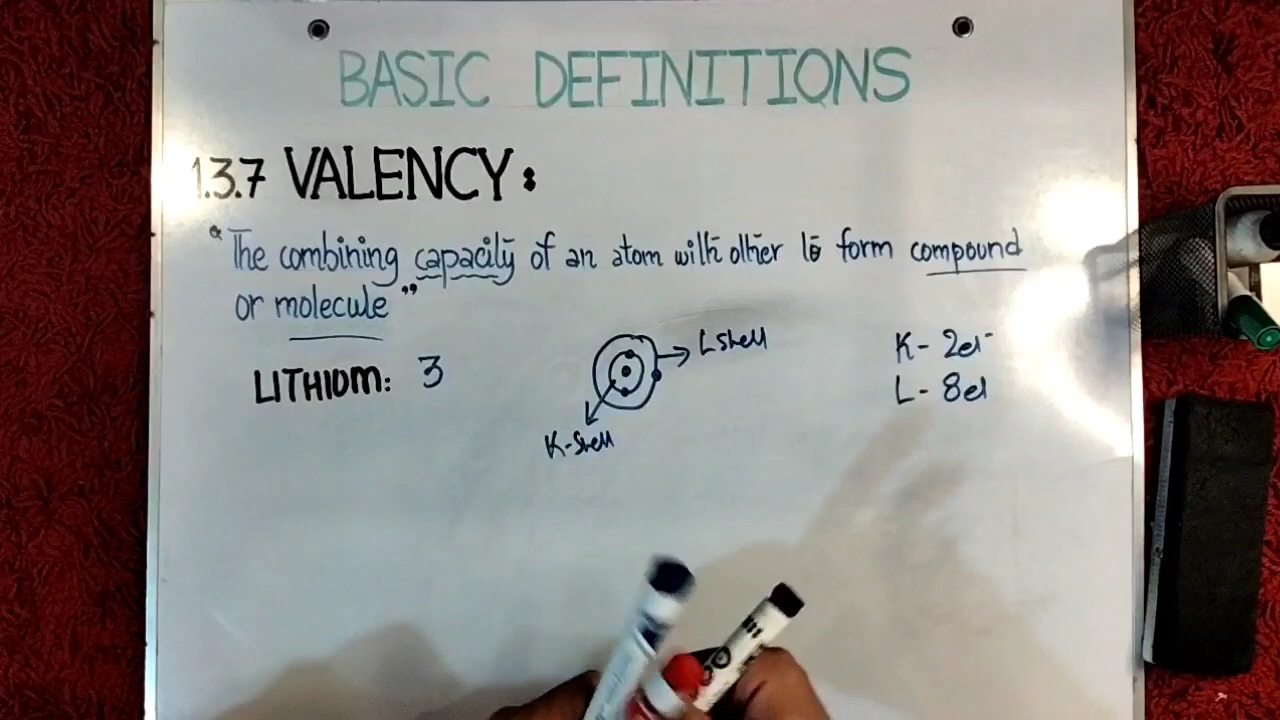 BASIC DEFINITIONS
1.3.7 VALENCY:
"The combining capacity of an atom with other to form compound
or molecule"
LITHIUM: 3
L shell
K-shell
K- 2el⁻
L- 8el